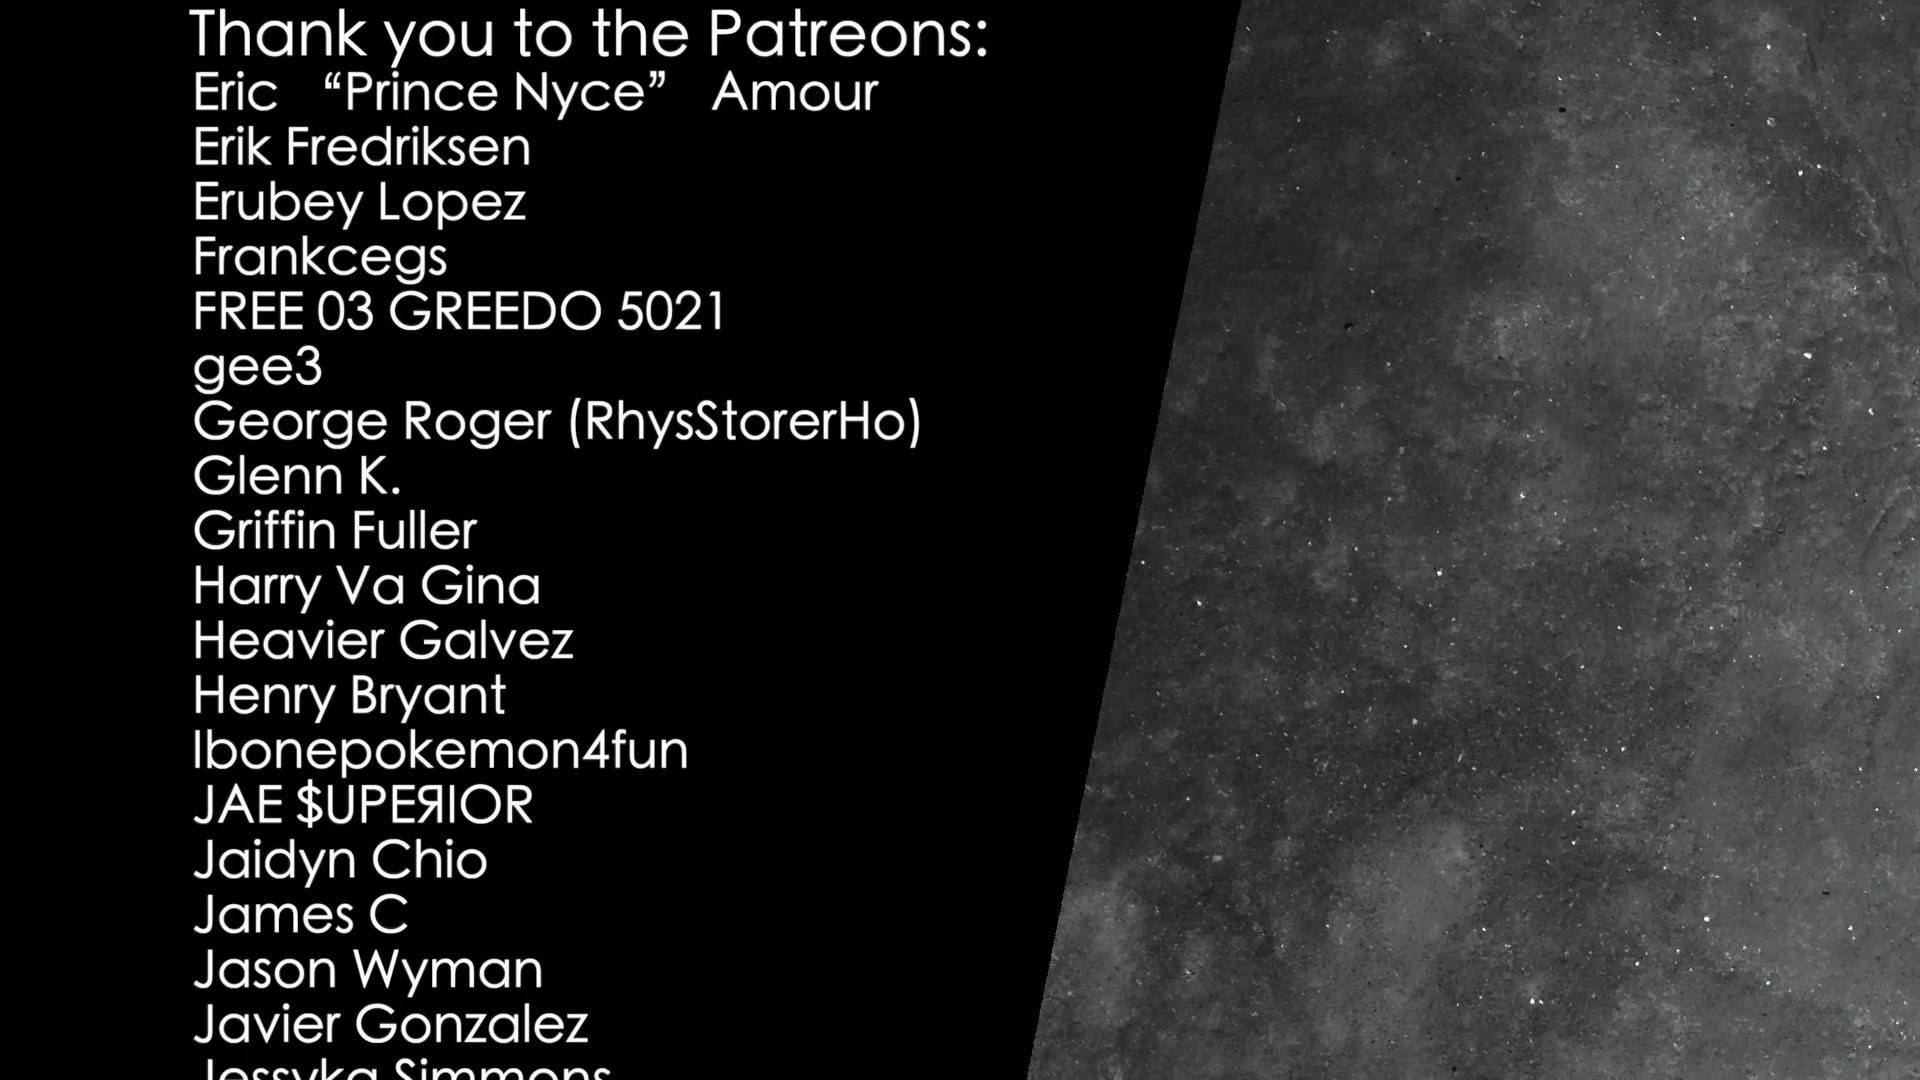 Thank you to the Patreons:
Eric “Prince Nyce” Amour
Erik Fredriksen
Erubey Lopez
Frankcegs
FREE 03 GREEDO 5021
gee3
George Roger (RhysStorerHo)
Glenn K.
Griffin Fuller
Harry Va Gina
Heavier Galvez
Henry Bryant
Ibonepokemon4fun
JAE $UPEЯIOR
Jaidyn Chio
James C
Jason Wyman
Javier Gonzalez
Jessyka Simmons